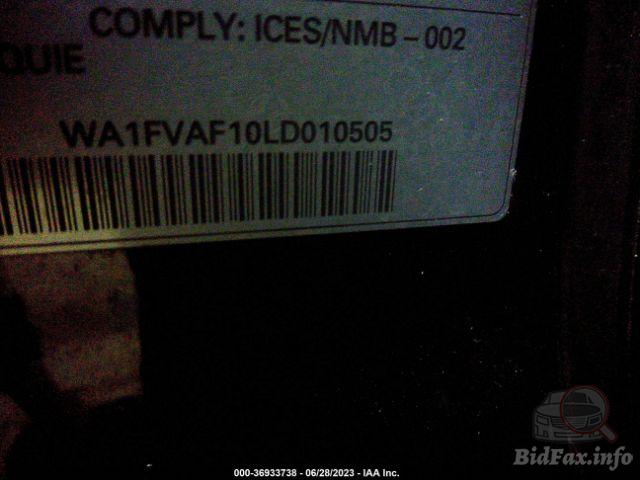 COMPLY: ICES/NMB – 002
QUIE
WA1FVAF10LD010505
BidFax.info
000-36933738 - 06/28/2023 - IAA Inc.